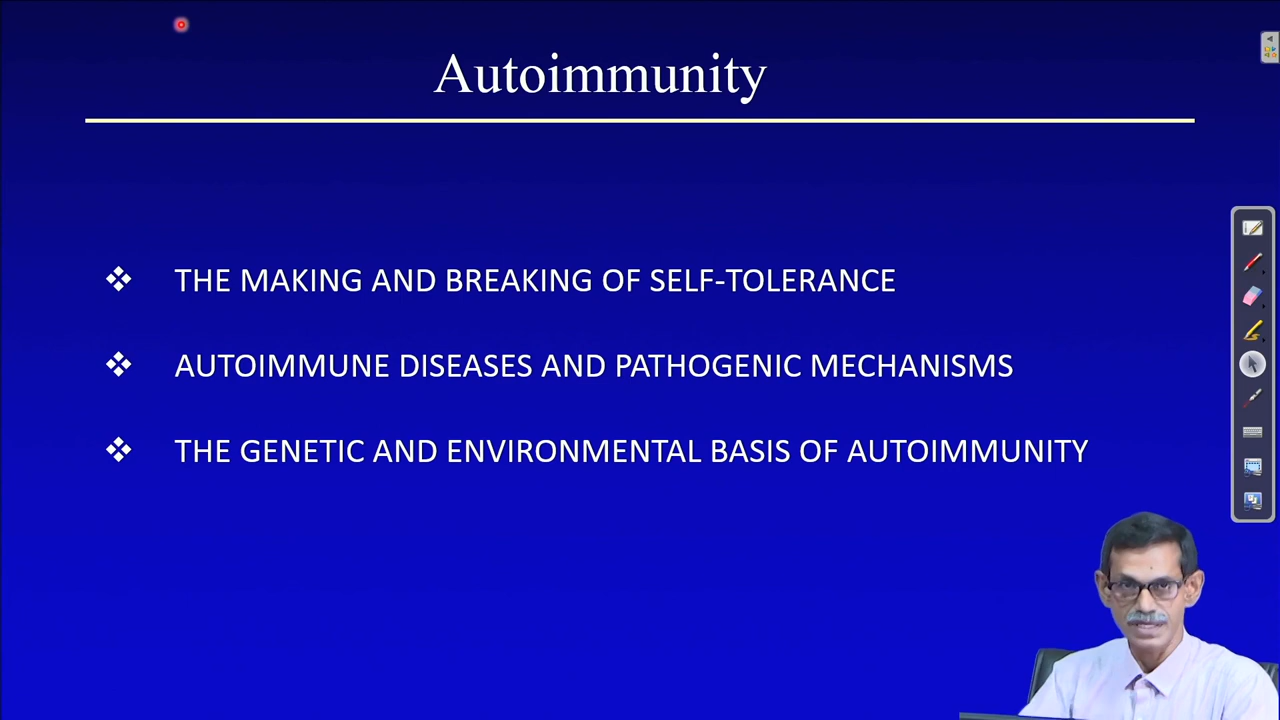 Autoimmunity
❖ THE MAKING AND BREAKING OF SELF-TOLERANCE
❖ AUTOIMMUNE DISEASES AND PATHOGENIC MECHANISMS
❖ THE GENETIC AND ENVIRONMENTAL BASIS OF AUTOIMMUNITY